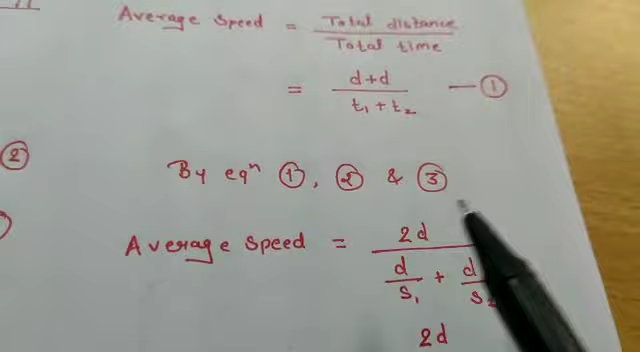 Average Speed = Total distance / Total time
= d+d / t₁ + t₂ — ①
②
By eqⁿ ①, ② & ③
Average Speed = 2d / d/S₁ + d/S₂
2d